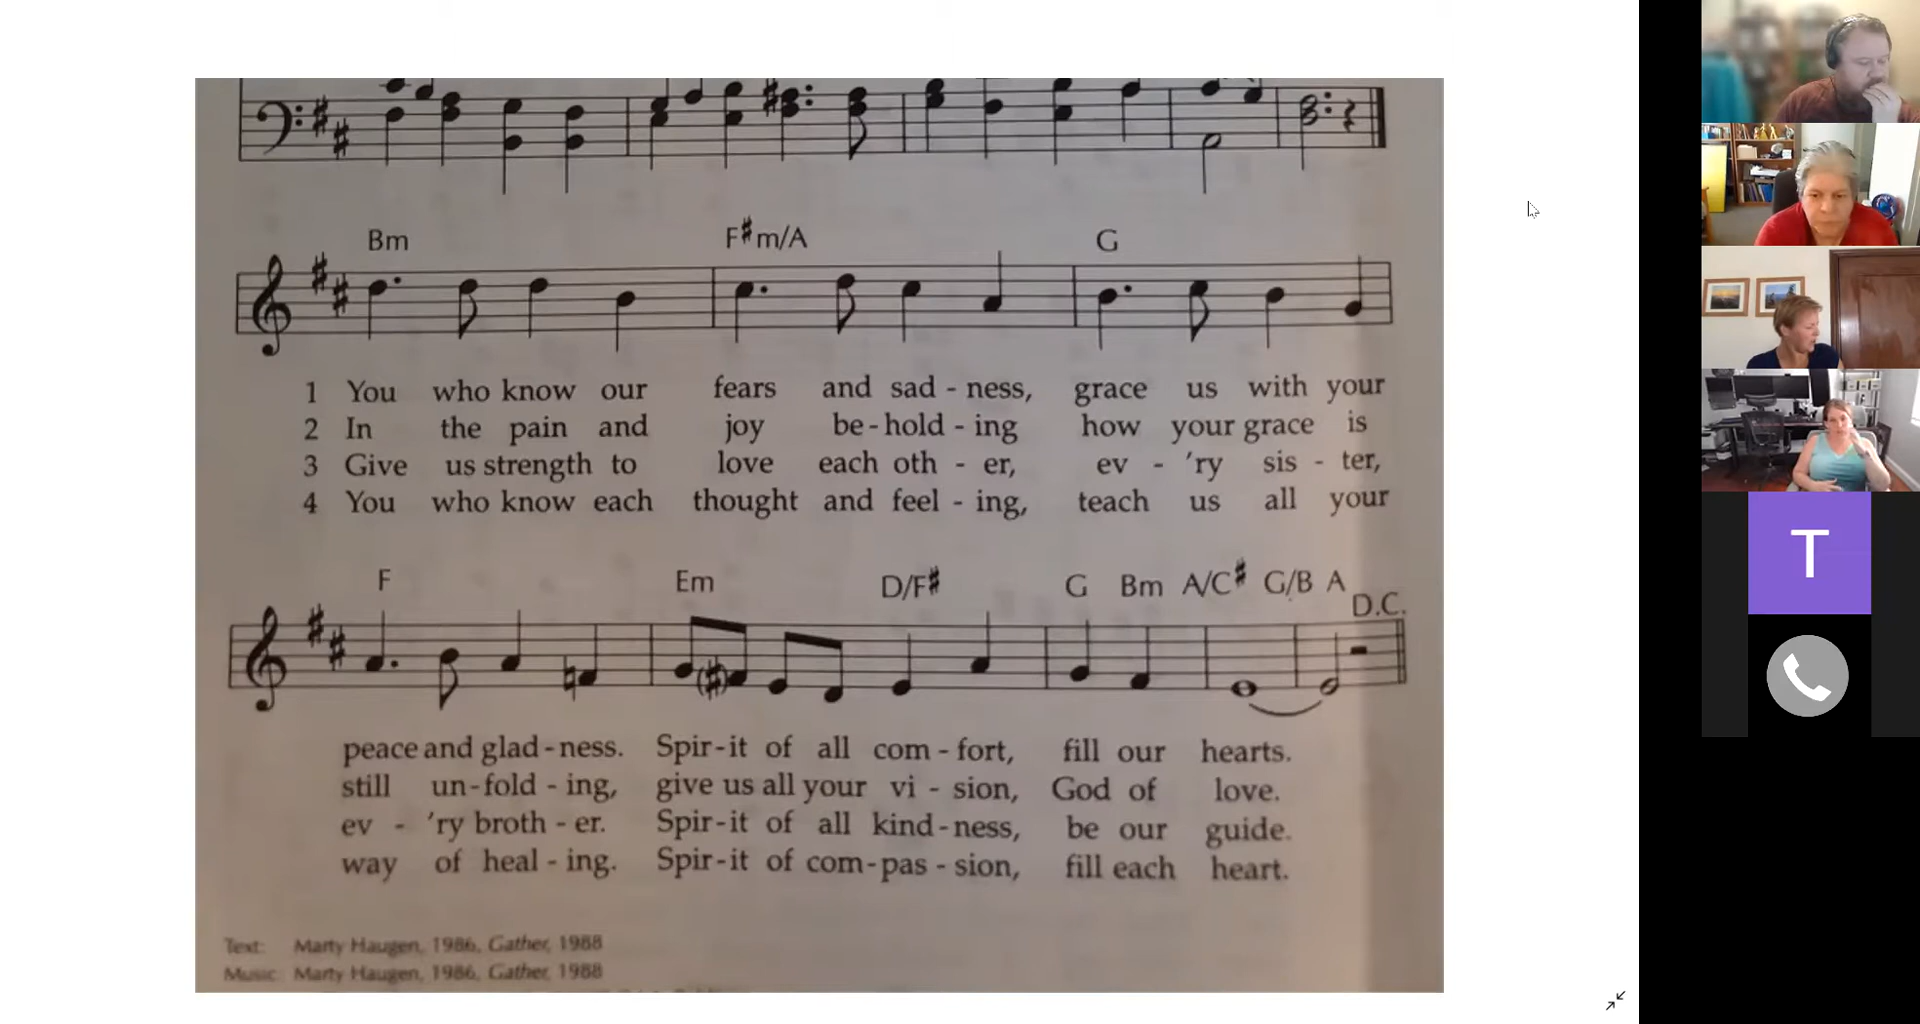 Bm F#m/A G
1 You who know our fears and sad - ness, grace us with your
2 In the pain and joy be - hold - ing how your grace is
3 Give us strength to love each oth - er, ev - 'ry sis - ter,
4 You who know each thought and feel - ing, teach us all your
F Em D/F# G Bm A/C# G/B A
D.C.
peace and glad - ness. Spir - it of all com - fort, fill our hearts.
still un - fold - ing, give us all your vi - sion, God of love.
ev - 'ry broth - er. Spir - it of all kind - ness, be our guide.
way of heal - ing. Spir - it of com - pas - sion, fill each heart.
Text: Marty Haugen, 1986, Gather, 1988
Music: Marty Haugen, 1986, Gather, 1988
T